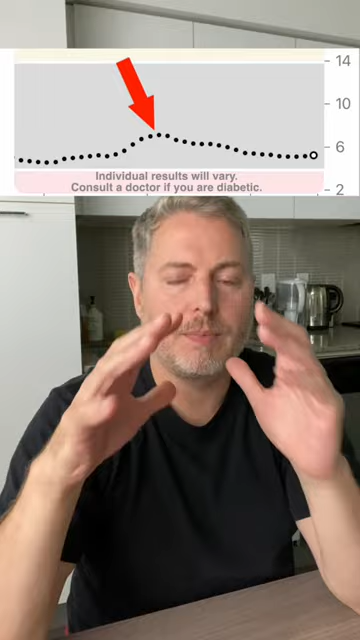 14
10
6
Individual results will vary.
Consult a doctor if you are diabetic.
2